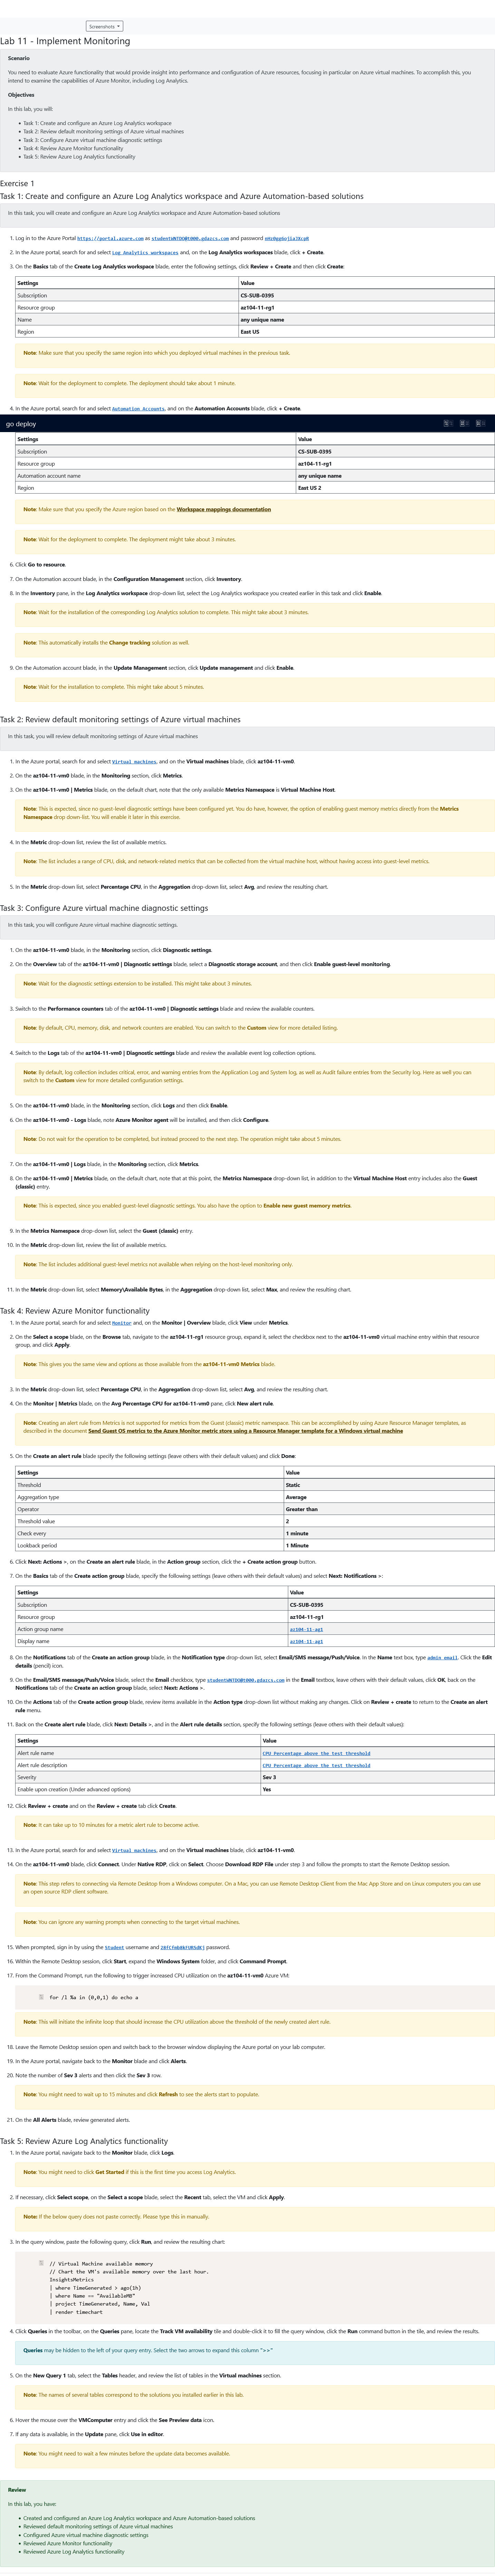 Screenshots
Lab 11 - Implement Monitoring
Scenario
You need to evaluate Azure functionality that would provide insight into performance and configuration of Azure resources, focusing in particular on Azure virtual machines. To accomplish this, you
intend to examine the capabilities of Azure Monitor, including Log Analytics.
Objectives
In this lab, you will:
Task 1: Create and configure an Azure Log Analytics workspace
Task 2: Review default monitoring settings of Azure virtual machines
Task 3: Configure Azure virtual machine diagnostic settings
Task 4: Review Azure Monitor functionality
Task 5: Review Azure Log Analytics functionality
Exercise 1
Task 1: Create and configure an Azure Log Analytics workspace and Azure Automation-based solutions
In this task, you will create and configure an Azure Log Analytics workspace and Azure Automation-based solutions
1. Log in to the Azure Portal https://portal.azure.com as and password
2. In the Azure portal, search for and select Log Analytics workspaces and, on the Log Analytics workspaces blade, click + Create.
3. On the Basics tab of the Create Log Analytics workspace blade, enter the following settings, click Review + Create and then click Create:
Settings Value
Subscription CS-SUB-0395
Resource group az104-11-rg1
Name any unique name
Region East US
Note: Make sure that you specify the same region into which you deployed virtual machines in the previous task.
Note: Wait for the deployment to complete. The deployment should take about 1 minute.
4. In the Azure portal, search for and select Automation Accounts, and on the Automation Accounts blade, click + Create.
go deploy
Settings Value
Subscription CS-SUB-0395
Resource group az104-11-rg1
Automation account name any unique name
Region East US 2
Note: Make sure that you specify the Azure region based on the Workspace mappings documentation
Note: Wait for the deployment to complete. The deployment might take about 3 minutes.
6. Click Go to resource.
7. On the Automation account blade, in the Configuration Management section, click Inventory.
8. In the Inventory pane, in the Log Analytics workspace drop-down list, select the Log Analytics workspace you created earlier in this task and click Enable.
Note: Wait for the installation of the corresponding Log Analytics solution to complete. This might take about 3 minutes.
Note: This automatically installs the Change tracking solution as well.
9. On the Automation account blade, in the Update Management section, click Update management and click Enable.
Note: Wait for the installation to complete. This might take about 5 minutes.
Task 2: Review default monitoring settings of Azure virtual machines
In this task, you will review default monitoring settings of Azure virtual machines
1. In the Azure portal, search for and select Virtual machines, and on the Virtual machines blade, click az104-11-vm0.
2. On the az104-11-vm0 blade, in the Monitoring section, click Metrics.
3. On the az104-11-vm0 | Metrics blade, on the default chart, note that the only available Metrics Namespace is Virtual Machine Host.
Note: This is expected, since no guest-level diagnostic settings have been configured yet. You do have, however, the option of enabling guest memory metrics directly from the Metrics
Namespace drop down-list. You will enable it later in this exercise.
4. In the Metric drop-down list, review the list of available metrics.
Note: The list includes a range of CPU, disk, and network-related metrics that can be collected from the virtual machine host, without having access into guest-level metrics.
5. In the Metric drop-down list, select Percentage CPU, in the Aggregation drop-down list, select Avg, and review the resulting chart.
Task 3: Configure Azure virtual machine diagnostic settings
In this task, you will configure Azure virtual machine diagnostic settings.
1. On the az104-11-vm0 blade, in the Monitoring section, click Diagnostic settings.
2. On the Overview tab of the az104-11-vm0 | Diagnostic settings blade, select a Diagnostic storage account, and then click Enable guest-level monitoring.
Note: Wait for the diagnostic settings extension to be installed. This might take about 3 minutes.
3. Switch to the Performance counters tab of the az104-11-vm0 | Diagnostic settings blade and review the available counters.
Note: By default, CPU, memory, disk, and network counters are enabled. You can switch to the Custom view for more detailed listing.
4. Switch to the Logs tab of the az104-11-vm0 | Diagnostic settings blade and review the available event log collection options.
Note: By default, log collection includes critical, error, and warning entries from the Application Log and System log, as well as Audit failure entries from the Security log. Here as well you can
switch to the Custom view for more detailed configuration settings.
5. On the az104-11-vm0 blade, in the Monitoring section, click Logs and then click Enable.
6. On the az104-11-vm0 - Logs blade, note Azure Monitor agent will be installed, and then click Configure.
Note: Do not wait for the operation to be completed, but instead proceed to the next step. The operation might take about 5 minutes.
7. On the az104-11-vm0 | Logs blade, in the Monitoring section, click Metrics.
8. On the az104-11-vm0 | Metrics blade, on the default chart, note that at this point, the Metrics Namespace drop-down list, in addition to the Virtual Machine Host entry includes also the Guest
(classic) entry.
Note: This is expected, since you enabled guest-level diagnostic settings. You also have the option to Enable new guest memory metrics.
9. In the Metrics Namespace drop-down list, select the Guest (classic) entry.
10. In the Metric drop-down list, review the list of available metrics.
Note: The list includes additional guest-level metrics not available when relying on the host-level monitoring only.
11. In the Metric drop-down list, select Memory\Available Bytes, in the Aggregation drop-down list, select Max, and review the resulting chart.
Task 4: Review Azure Monitor functionality
1. In the Azure portal, search for and select Monitor and, on the Monitor | Overview blade, click View under Metrics.
2. On the Select a scope blade, on the Browse tab, navigate to the az104-11-rg1 resource group, expand it, select the checkbox next to the az104-11-vm0 virtual machine entry within that resource
group, and click Apply.
Note: This gives you the same view and options as those available from the az104-11-vm0 Metrics blade.
3. In the Metric drop-down list, select Percentage CPU, in the Aggregation drop-down list, select Avg, and review the resulting chart.
4. On the Monitor | Metrics blade, on the Avg Percentage CPU for az104-11-vm0 pane, click New alert rule.
Note: Creating an alert rule from Metrics is not supported for metrics from the Guest (classic) metric namespace. This can be accomplished by using Azure Resource Manager templates, as
described in the document Send Guest OS metrics to the Azure Monitor metric store using a Resource Manager template for a Windows virtual machine
5. On the Create an alert rule blade specify the following settings (leave others with their default values) and click Done:
Settings Value
Threshold Static
Aggregation type Average
Operator Greater than
Threshold value 2
Check every 1 minute
Lookback period 1 Minute
6. Click Next: Actions >, on the Create an alert rule blade, in the Action group section, click the + Create action group button.
7. On the Basics tab of the Create action group blade, specify the following settings (leave others with their default values) and select Next: Notifications >:
Settings Value
Subscription CS-SUB-0395
Resource group az104-11-rg1
Action group name az104-11-ag1
Display name az104-11-ag1
8. On the Notifications tab of the Create an action group blade, in the Notification type drop-down list, select Email/SMS message/Push/Voice. In the Name text box, type admin email. Click the Edit
details (pencil) icon.
9. On the Email/SMS message/Push/Voice blade, select the Email checkbox, type in the Email textbox, leave others with their default values, click OK, back on the
Notifications tab of the Create an action group blade, select Next: Actions >.
10. On the Actions tab of the Create action group blade, review items available in the Action type drop-down list without making any changes. Click on Review + create to return to the Create an alert
rule menu.
11. Back on the Create alert rule blade, click Next: Details >, and in the Alert rule details section, specify the following settings (leave others with their default values):
Settings Value
Alert rule name CPU Percentage above the test threshold
Alert rule description CPU Percentage above the test threshold
Severity Sev 3
Enable upon creation (Under advanced options) Yes
12. Click Review + create and on the Review + create tab click Create.
Note: It can take up to 10 minutes for a metric alert rule to become active.
13. In the Azure portal, search for and select Virtual machines, and on the Virtual machines blade, click az104-11-vm0.
14. On the az104-11-vm0 blade, click Connect. Under Native RDP, click on Select. Choose Download RDP File under step 3 and follow the prompts to start the Remote Desktop session.
Note: This step refers to connecting via Remote Desktop from a Windows computer. On a Mac, you can use Remote Desktop Client from the Mac App Store and on Linux computers you can use
an open source RDP client software.
Note: You can ignore any warning prompts when connecting to the target virtual machines.
15. When prompted, sign in by using the Student username and password.
16. Within the Remote Desktop session, click Start, expand the Windows System folder, and click Command Prompt.
17. From the Command Prompt, run the following to trigger increased CPU utilization on the az104-11-vm0 Azure VM:
for /l %a in (0,0,1) do echo a
Note: This will initiate the infinite loop that should increase the CPU utilization above the threshold of the newly created alert rule.
18. Leave the Remote Desktop session open and switch back to the browser window displaying the Azure portal on your lab computer.
19. In the Azure portal, navigate back to the Monitor blade and click Alerts.
20. Note the number of Sev 3 alerts and then click the Sev 3 row.
Note: You might need to wait up to 15 minutes and click Refresh to see the alerts start to populate.
21. On the All Alerts blade, review generated alerts.
Task 5: Review Azure Log Analytics functionality
1. In the Azure portal, navigate back to the Monitor blade, click Logs.
Note: You might need to click Get Started if this is the first time you access Log Analytics.
2. If necessary, click Select scope, on the Select a scope blade, select the Recent tab, select the VM and click Apply.
Note: If the below query does not paste correctly. Please type this in manually.
3. In the query window, paste the following query, click Run, and review the resulting chart:
// Virtual Machine available memory
// Chart the VM's available memory over the last hour.
InsightsMetrics
| where TimeGenerated > ago(1h)
| where Name == "AvailableMB"
| project TimeGenerated, Name, Val
| render timechart
4. Click Queries in the toolbar, on the Queries pane, locate the Track VM availability tile and double-click it to fill the query window, click the Run command button in the tile, and review the results.
Queries may be hidden to the left of your query entry. Select the two arrows to expand this column ">>"
5. On the New Query 1 tab, select the Tables header, and review the list of tables in the Virtual machines section.
Note: The names of several tables correspond to the solutions you installed earlier in this lab.
6. Hover the mouse over the VMComputer entry and click the See Preview data icon.
7. If any data is available, in the Update pane, click Use in editor.
Note: You might need to wait a few minutes before the update data becomes available.
Review
In this lab, you have:
Created and configured an Azure Log Analytics workspace and Azure Automation-based solutions
Reviewed default monitoring settings of Azure virtual machines
Configured Azure virtual machine diagnostic settings
Reviewed Azure Monitor functionality
Reviewed Azure Log Analytics functionality